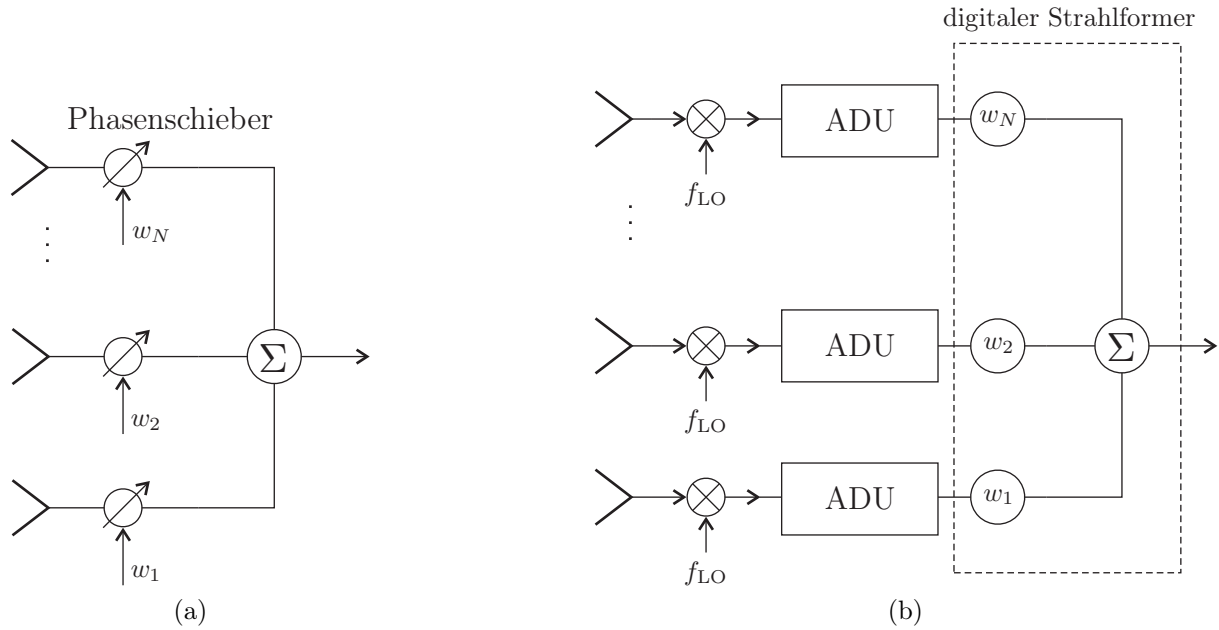 Phasenschieber
w_N
⋮
w_2
Σ
w_1
(a)
digitaler Strahlformer
ADU
w_N
f_LO
⋮
ADU
w_2
Σ
f_LO
ADU
w_1
f_LO
(b)